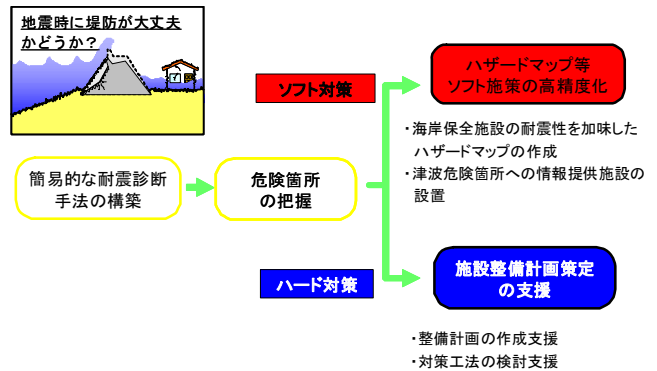 地震時に堤防が大丈夫
かどうか？
ソフト対策
ハザードマップ等
ソフト施策の高精度化
・海岸保全施設の耐震性を加味した
ハザードマップの作成
・津波危険箇所への情報提供施設の
設置
簡易的な耐震診断
手法の構築
危険箇所
の把握
ハード対策
施設整備計画策定
の支援
・整備計画の作成支援
・対策工法の検討支援